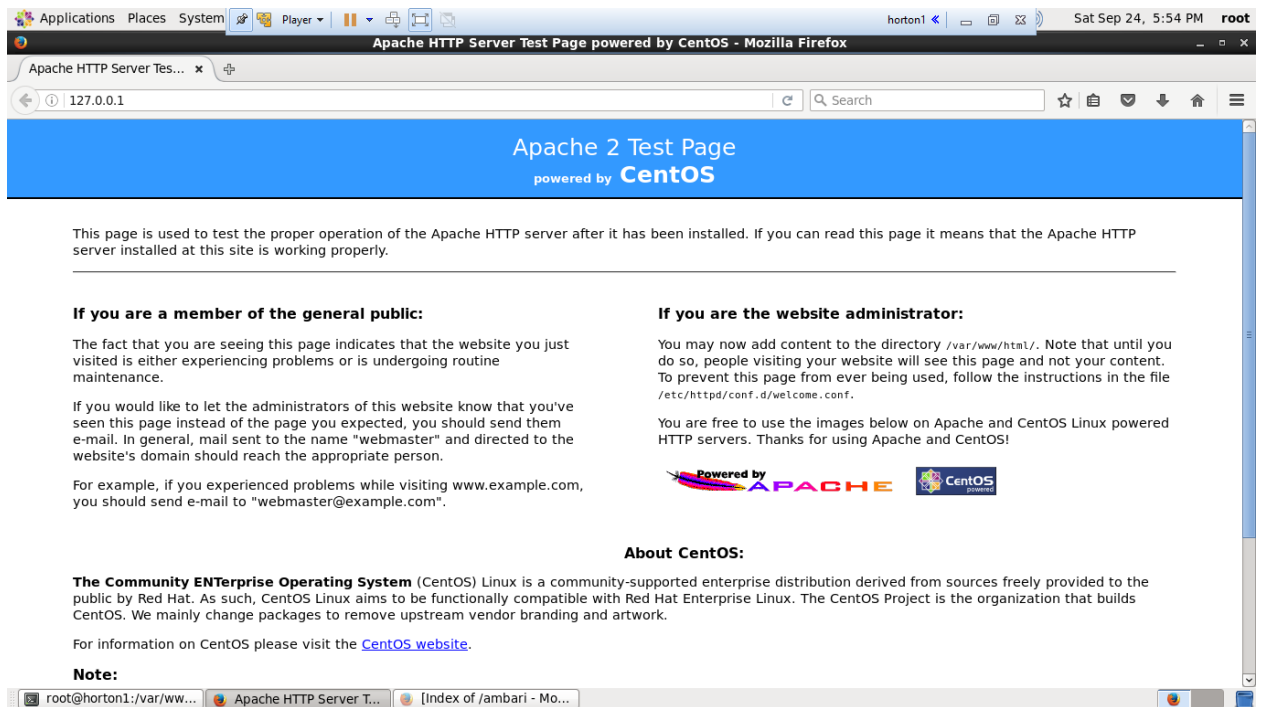 Applications Places System Player horton1 Sat Sep 24, 5:54 PM root
Apache HTTP Server Test Page powered by CentOS - Mozilla Firefox
Apache HTTP Server Tes...
127.0.0.1 Search
Apache 2 Test Page
powered by CentOS
This page is used to test the proper operation of the Apache HTTP server after it has been installed. If you can read this page it means that the Apache HTTP
server installed at this site is working properly.
If you are a member of the general public:
The fact that you are seeing this page indicates that the website you just
visited is either experiencing problems or is undergoing routine
maintenance.
If you would like to let the administrators of this website know that you've
seen this page instead of the page you expected, you should send them
e-mail. In general, mail sent to the name "webmaster" and directed to the
website's domain should reach the appropriate person.
For example, if you experienced problems while visiting www.example.com,
you should send e-mail to "webmaster@example.com".
If you are the website administrator:
You may now add content to the directory /var/www/html/. Note that until you
do so, people visiting your website will see this page and not your content.
To prevent this page from ever being used, follow the instructions in the file
/etc/httpd/conf.d/welcome.conf.
You are free to use the images below on Apache and CentOS Linux powered
HTTP servers. Thanks for using Apache and CentOS!
Powered by
APACHE
CentOS
powered
About CentOS:
The Community ENTerprise Operating System (CentOS) Linux is a community-supported enterprise distribution derived from sources freely provided to the
public by Red Hat. As such, CentOS Linux aims to be functionally compatible with Red Hat Enterprise Linux. The CentOS Project is the organization that builds
CentOS. We mainly change packages to remove upstream vendor branding and artwork.
For information on CentOS please visit the CentOS website.
Note:
root@horton1:/var/ww... Apache HTTP Server T... [Index of /ambari - Mo...